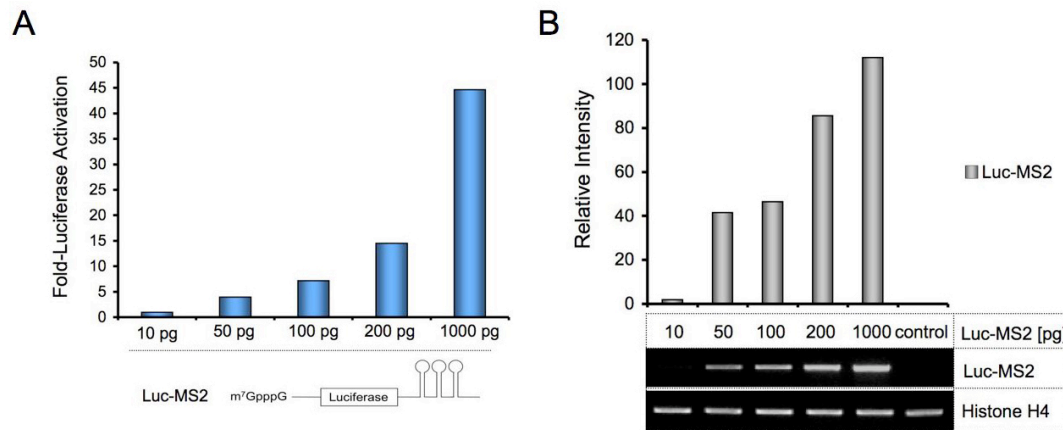 A
Fold-Luciferase Activation
50
45
40
35
30
25
20
15
10
5
0
10 pg 50 pg 100 pg 200 pg 1000 pg
Luc-MS2 m⁷GpppG Luciferase
B
Relative Intensity
120
100
80
60
40
20
0
Luc-MS2
10 50 100 200 1000 control Luc-MS2 [pg]
Luc-MS2
Histone H4